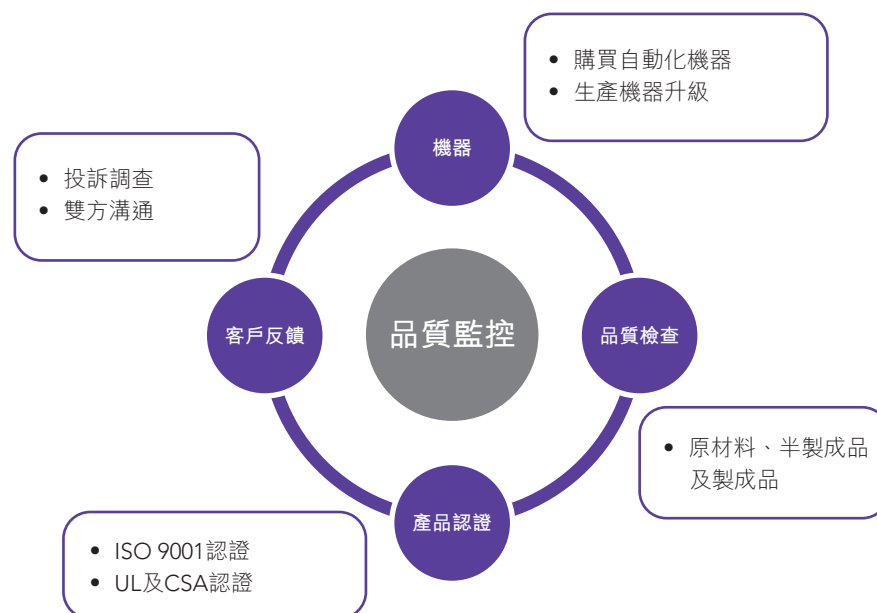 • 購買自動化機器
• 生產機器升級
機器
• 投訴調查
• 雙方溝通
客戶反饋
品質監控
品質檢查
• 原材料、半製成品
及製成品
產品認證
• ISO 9001認證
• UL及CSA認證